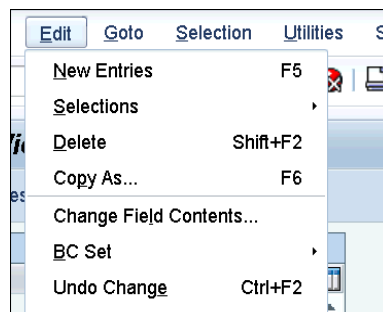 Edit Goto Selection Utilities S
New Entries F5
Selections
Delete Shift+F2
Copy As... F6
es
Change Field Contents...
BC Set
Undo Change Ctrl+F2